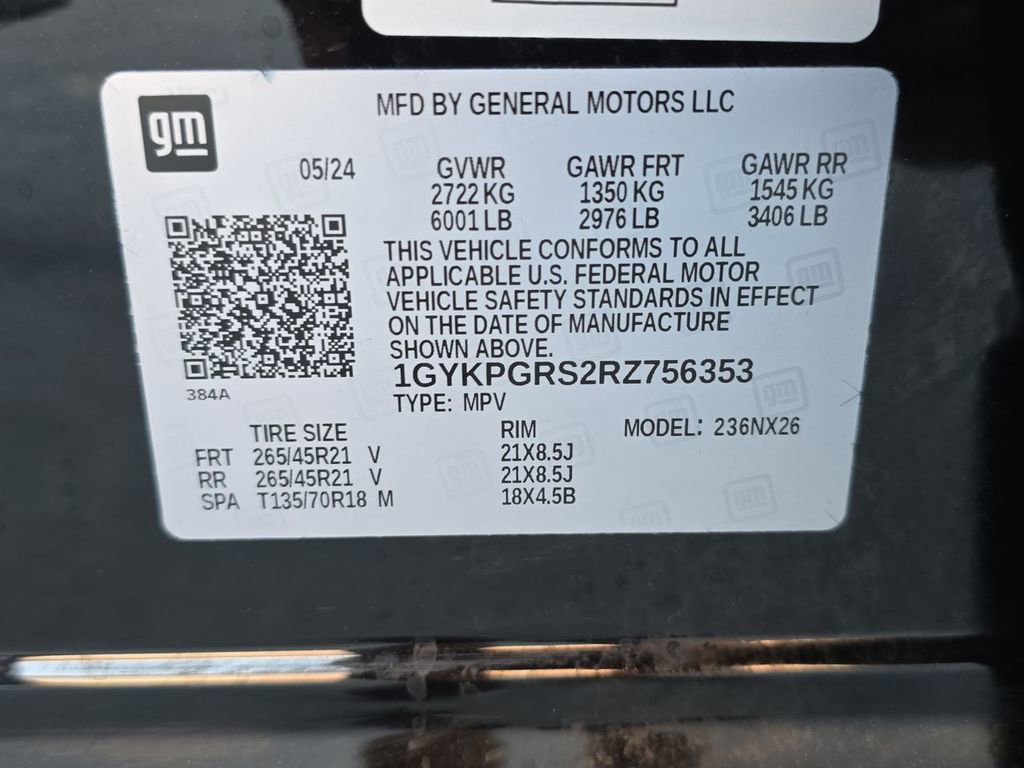 gm
MFD BY GENERAL MOTORS LLC
05/24 GVWR GAWR FRT GAWR RR
2722 KG 1350 KG 1545 KG
6001 LB 2976 LB 3406 LB
THIS VEHICLE CONFORMS TO ALL
APPLICABLE U.S. FEDERAL MOTOR
VEHICLE SAFETY STANDARDS IN EFFECT
ON THE DATE OF MANUFACTURE
SHOWN ABOVE.
384A
1GYKPGRS2RZ756353
TYPE: MPV
TIRE SIZE RIM MODEL: 236NX26
FRT 265/45R21 V 21X8.5J
RR 265/45R21 V 21X8.5J
SPA T135/70R18 M 18X4.5B